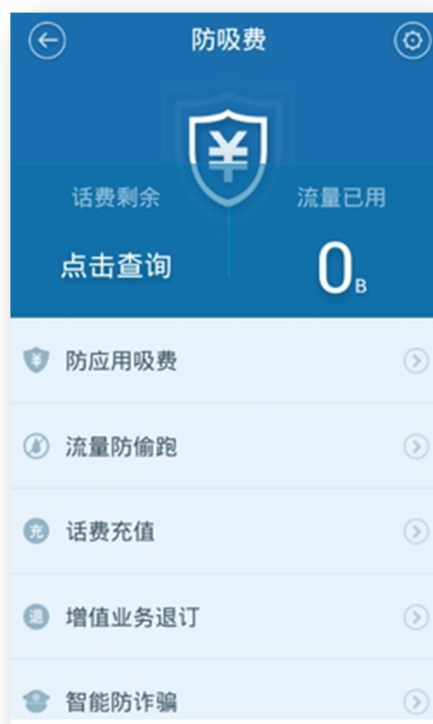 防吸费
¥
话费剩余 流量已用
点击查询 0B
¥ 防应用吸费
流量防偷跑
充 话费充值
退 增值业务退订
智能防诈骗